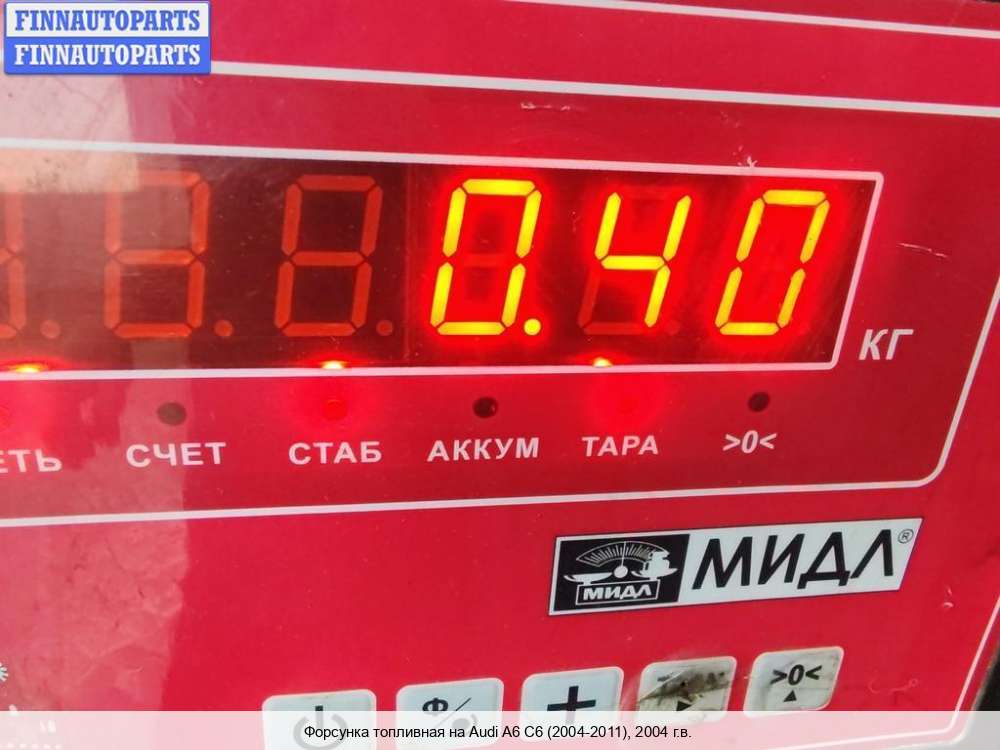 FINNAUTOPARTS
FINNAUTOPARTS
0.40
КГ
ЕТЬ СЧЕТ СТАБ АККУМ ТАРА >0<
МИДЛ МИДЛ®
Ф + >0<
Форсунка топливная на Audi A6 C6 (2004-2011), 2004 г.в.